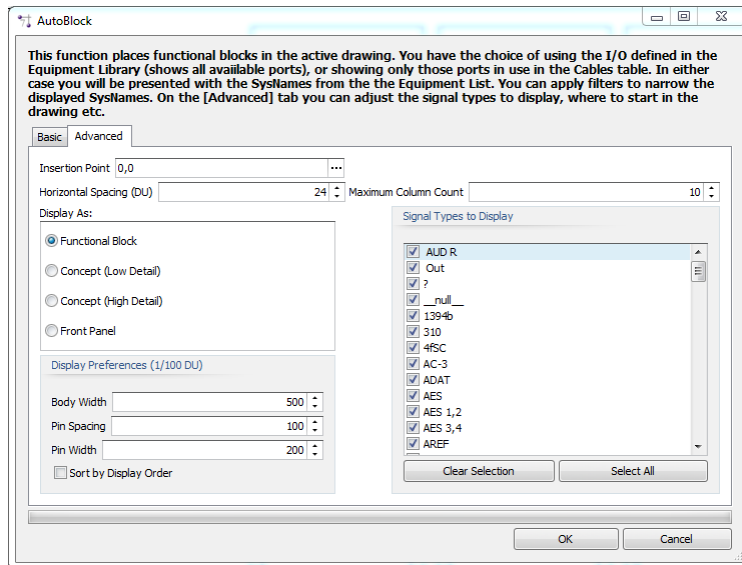 AutoBlock
This function places functional blocks in the active drawing. You have the choice of using the I/O defined in the
Equipment Library (shows all avaiilable ports), or showing only those ports in use in the Cables table. In either
case you will be presented with the SysNames from the the Equipment List. You can apply filters to narrow the
displayed SysNames. On the [Advanced] tab you can adjust the signal types to display, where to start in the
drawing etc.
Basic Advanced
Insertion Point 0,0 ...
Horizontal Spacing (DU) 24 Maximum Column Count 10
Display As:
Functional Block
Concept (Low Detail)
Concept (High Detail)
Front Panel
Signal Types to Display
AUD R
Out
?
__null__
1394b
310
4fSC
AC-3
ADAT
AES
AES 1,2
AES 3,4
AREF
Display Preferences (1/100 DU)
Body Width 500
Pin Spacing 100
Pin Width 200
Sort by Display Order
Clear Selection Select All
OK Cancel